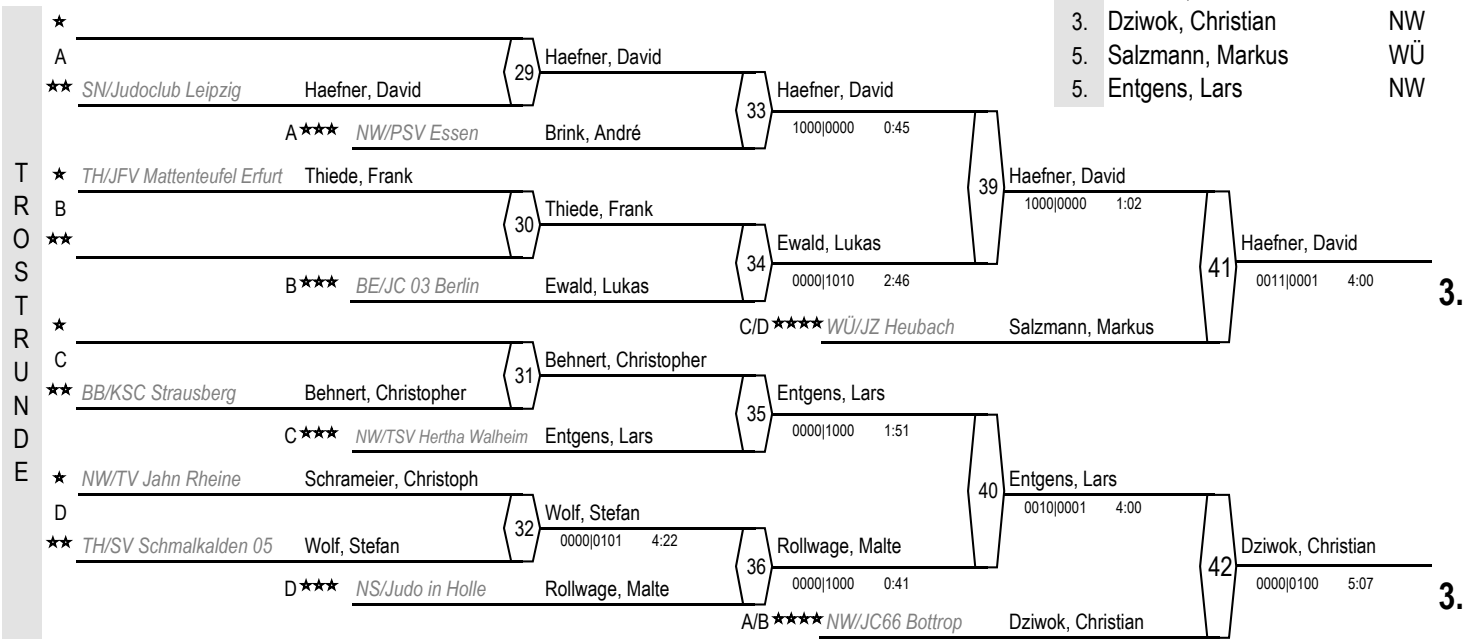 3. Dziwok, Christian NW
5. Salzmann, Markus WÜ
5. Entgens, Lars NW
TROSTRUNDE
A
SN/Judoclub Leipzig Haefner, David
29
Haefner, David
A NW/PSV Essen Brink, André
33
Haefner, David
1000|0000 0:45
TH/JFV Mattenteufel Erfurt Thiede, Frank
B
30
Thiede, Frank
B BE/JC 03 Berlin Ewald, Lukas
34
Ewald, Lukas
0000|1010 2:46
39
Haefner, David
1000|0000 1:02
C/D WÜ/JZ Heubach Salzmann, Markus
41
Haefner, David
0011|0001 4:00
3.
C
BB/KSC Strausberg Behnert, Christopher
31
Behnert, Christopher
C NW/TSV Hertha Walheim Entgens, Lars
35
Entgens, Lars
0000|1000 1:51
NW/TV Jahn Rheine Schrameier, Christoph
D
TH/SV Schmalkalden 05 Wolf, Stefan
32
Wolf, Stefan
0000|0101 4:22
D NS/Judo in Holle Rollwage, Malte
36
Rollwage, Malte
0000|1000 0:41
40
Entgens, Lars
0010|0001 4:00
A/B NW/JC66 Bottrop Dziwok, Christian
42
Dziwok, Christian
0000|0100 5:07
3.